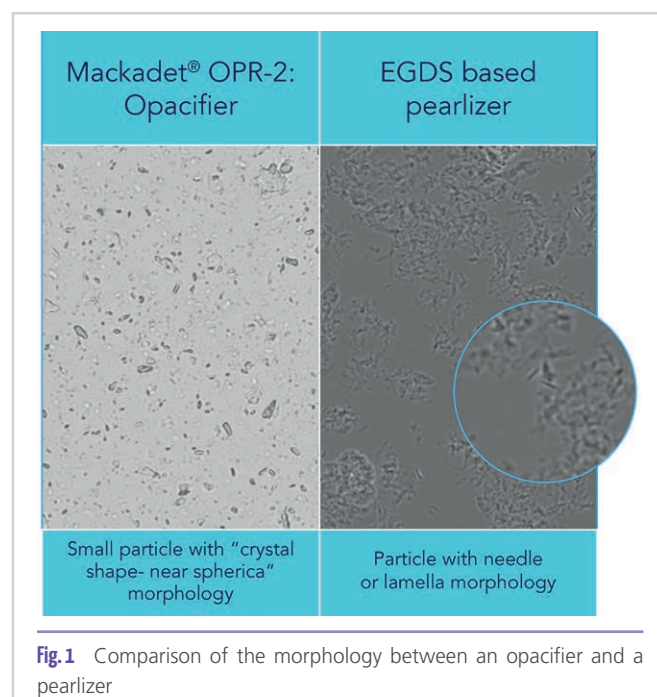 Mackadet® OPR-2:
Opacifier
EGDS based
pearlizer
Small particle with “crystal
shape- near spherica“
morphology
Particle with needle
or lamella morphology
Fig. 1 Comparison of the morphology between an opacifier and a
pearlizer